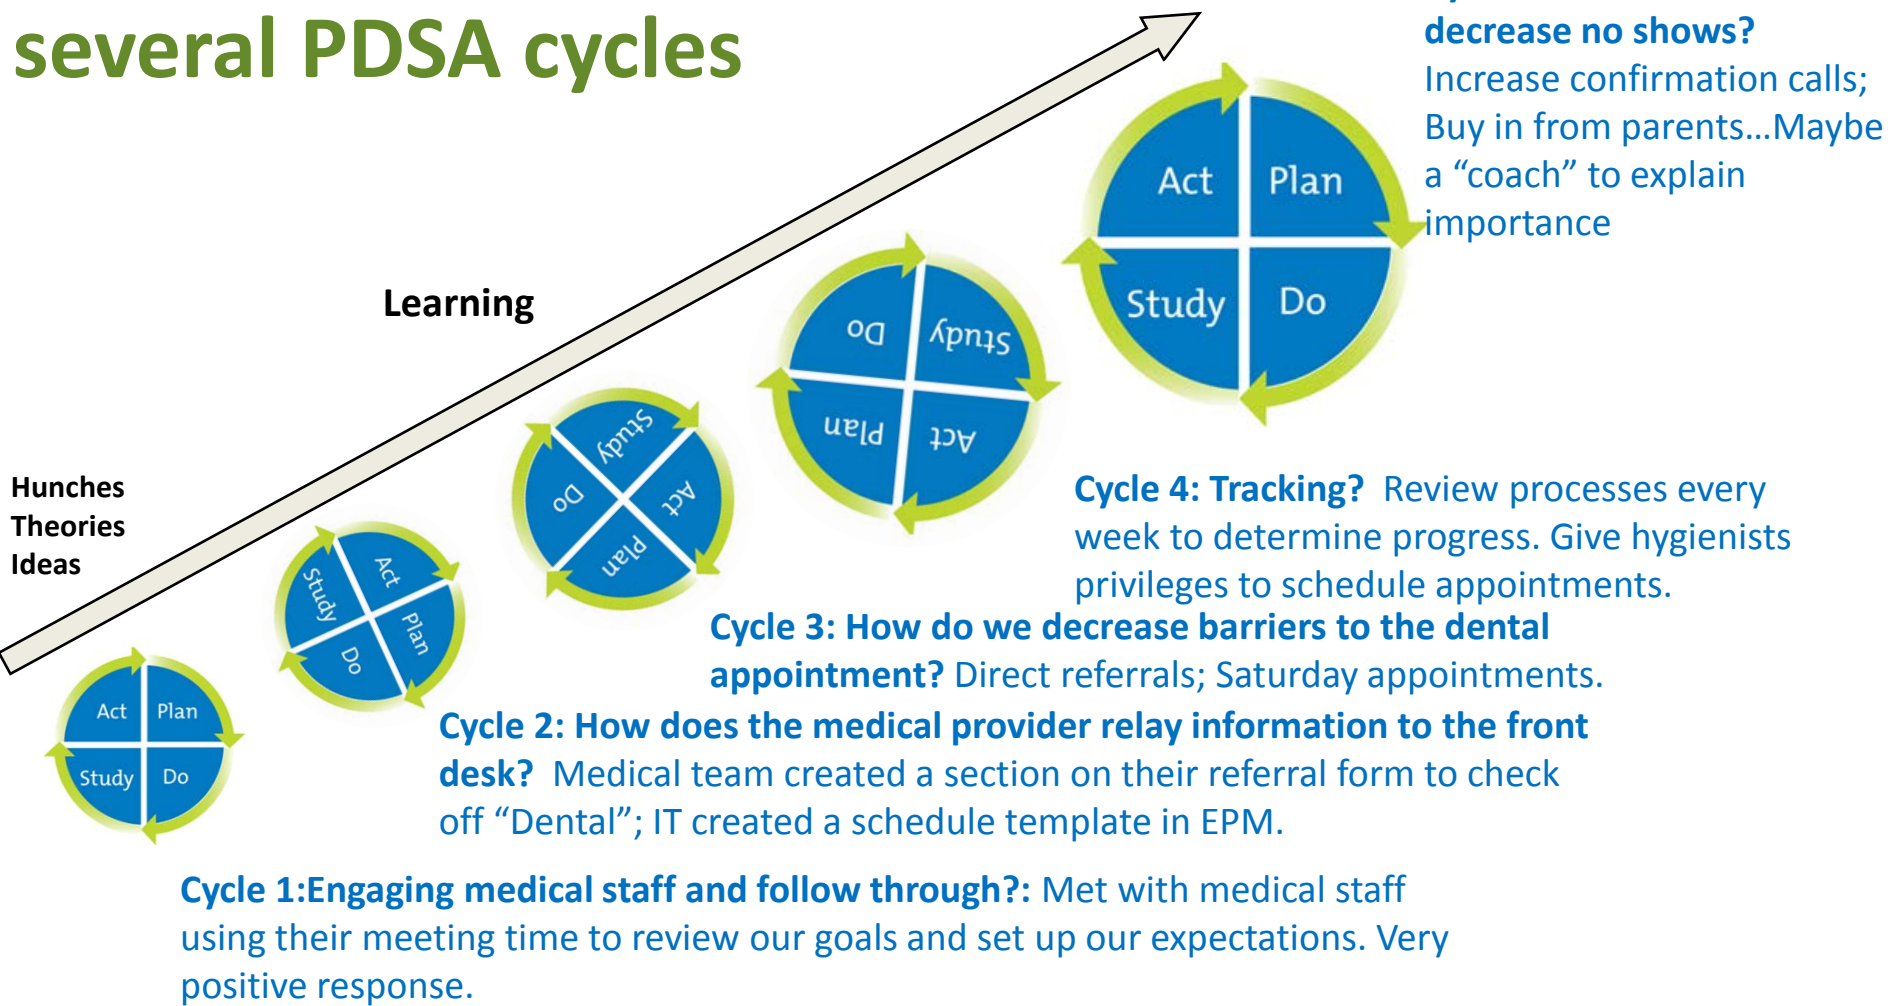 several PDSA cycles
decrease no shows?
Increase confirmation calls;
Buy in from parents...Maybe
a “coach” to explain
importance
Act Plan
Study Do
Learning
Do Study
Plan Act
Study
Do Act
Plan
Hunches
Theories
Ideas
Act
Study Plan
Do
Act Plan
Study Do
Cycle 4: Tracking? Review processes every
week to determine progress. Give hygienists
privileges to schedule appointments.
Cycle 3: How do we decrease barriers to the dental
appointment? Direct referrals; Saturday appointments.
Cycle 2: How does the medical provider relay information to the front
desk? Medical team created a section on their referral form to check
off “Dental”; IT created a schedule template in EPM.
Cycle 1:Engaging medical staff and follow through?: Met with medical staff
using their meeting time to review our goals and set up our expectations. Very
positive response.